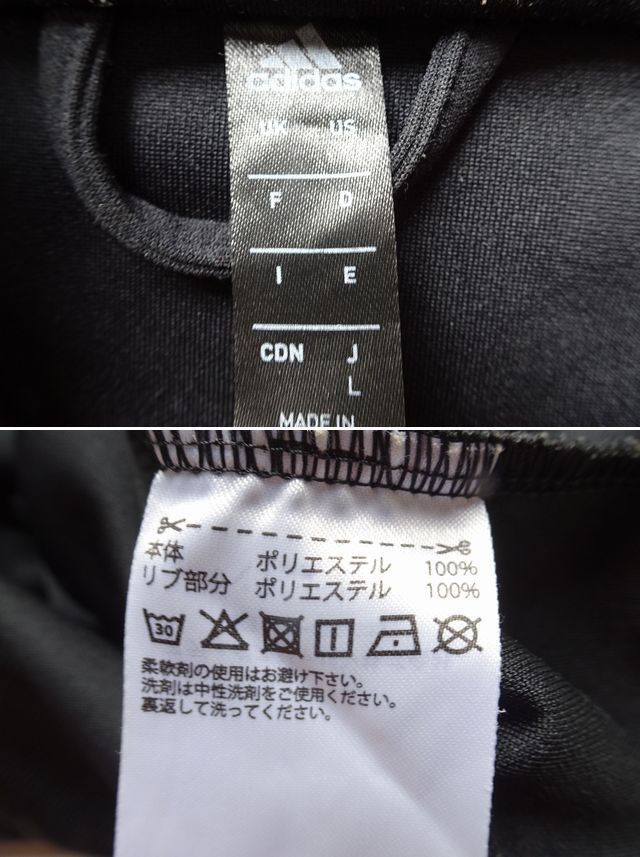 adidas
UK US
F D
I E
CDN J
L
MADE IN
本体 ポリエステル 100%
リブ部分 ポリエステル 100%
30
柔軟剤の使用はお避け下さい。
洗剤は中性洗剤をご使用ください。
裏返して洗ってください。